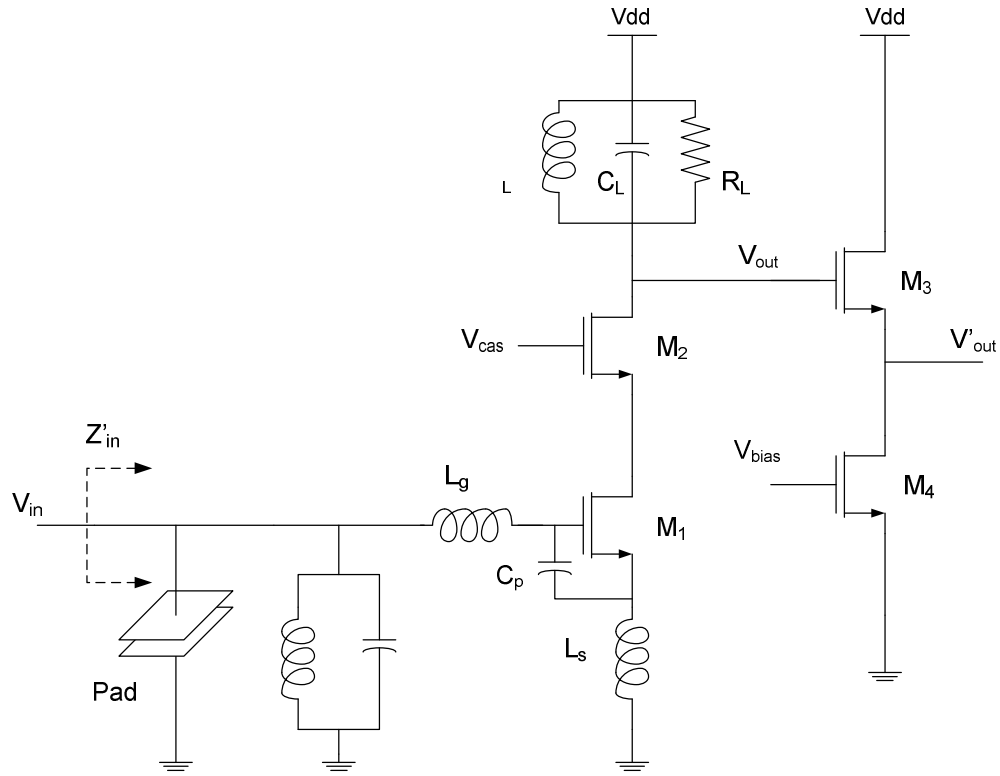 Vdd
Vdd
L
CL
RL
Vout
M3
Vcas
M2
V'out
Z'in
Vbias
Lg
M4
Vin
M1
Cp
Ls
Pad